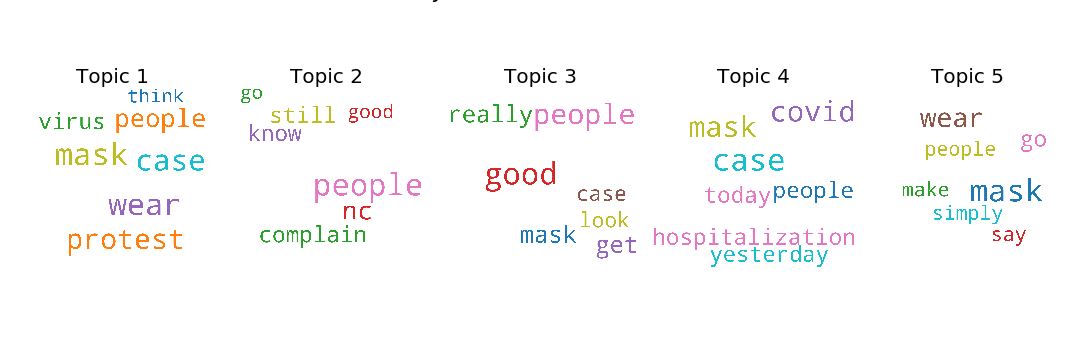 Topic 1
think
virus people
mask case
wear
protest
Topic 2
go
still good
know
people
nc
complain
Topic 3
really people
good
case
look
mask
get
Topic 4
covid
mask
case
today people
hospitalization
yesterday
Topic 5
wear
go
people
make mask
simply
say